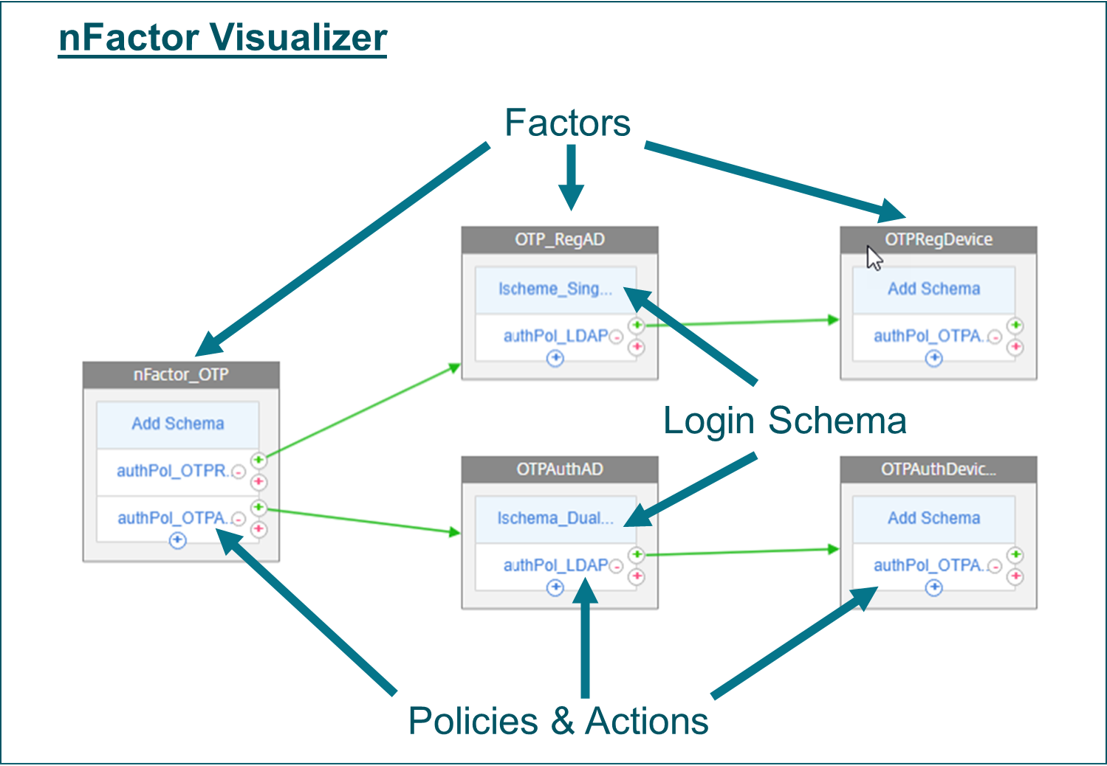 nFactor Visualizer
Factors
OTP_RegAD
lscheme_Sing...
authPol_LDAP
OTPRegDevice
Add Schema
authPol_OTPA...
nFactor_OTP
Add Schema
authPol_OTPR...
authPol_OTPA...
Login Schema
OTPAuthAD
lschema_Dual...
authPol_LDAP
OTPAuthDevic...
Add Schema
authPol_OTPA...
Policies & Actions